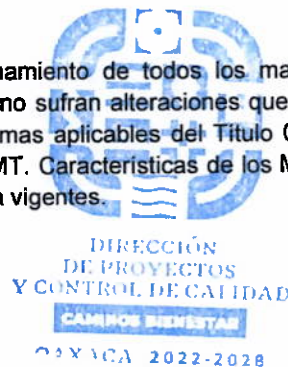 namiento de todos los ma
no sufran alteraciones que
mas aplicables del Titulo
MT. Características de los M
a vigentes.
DIRECCIÓN
DE PROYECTOS
Y CONTROL DE CALIDAD
CAMINOS BIENESTAR
OAXACA 2022-2028